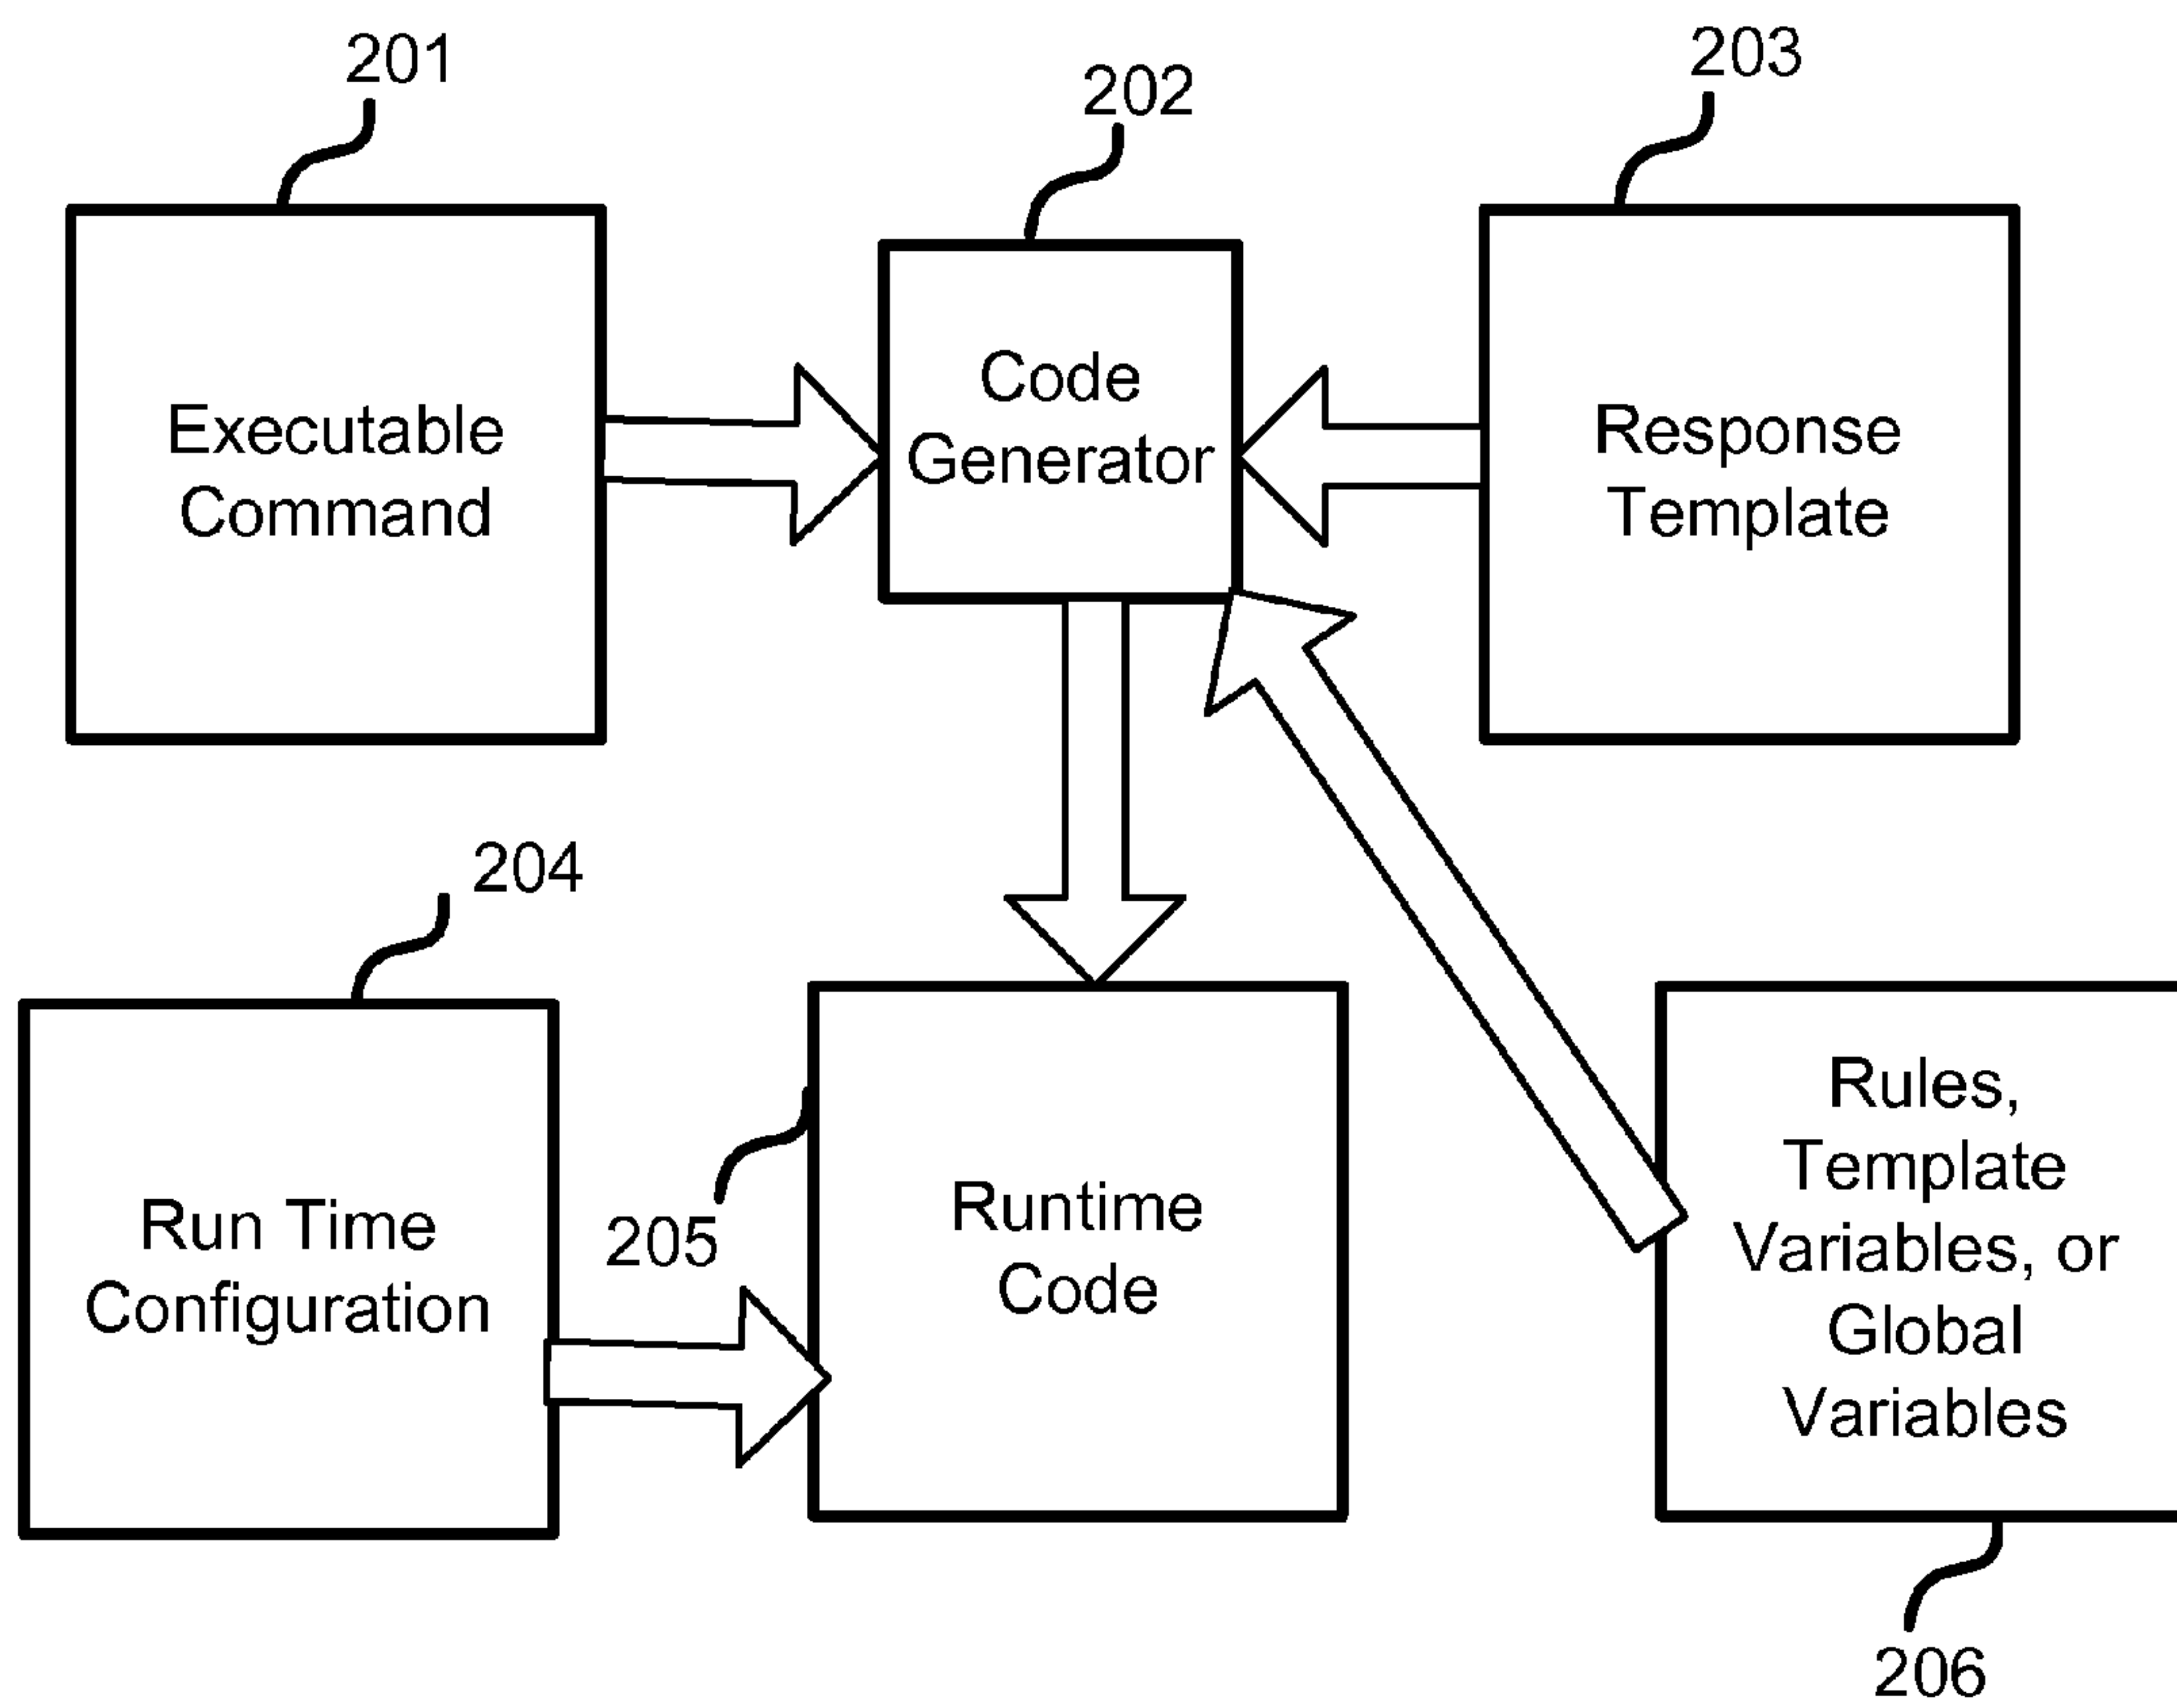 201
202
203
Executable
Command
Code
Generator
Response
Template
204
Run Time
Configuration
205
Runtime
Code
Rules,
Template
Variables, or
Global
Variables
206